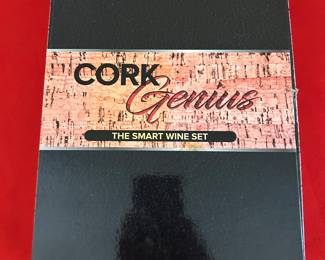 CORK
Genius
THE SMART WINE SET